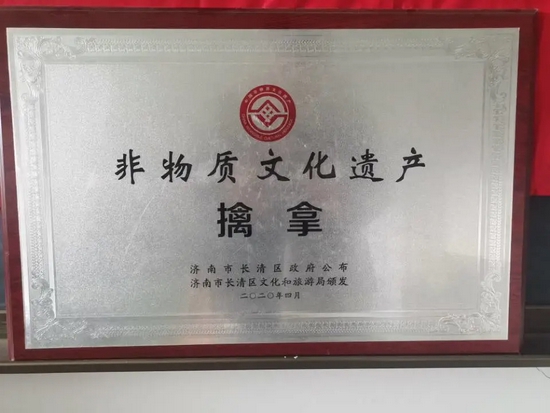 非物质文化遗产
擒拿
济南市长清区政府公布
济南市长清区文化和旅游局颁发
二〇二〇年四月